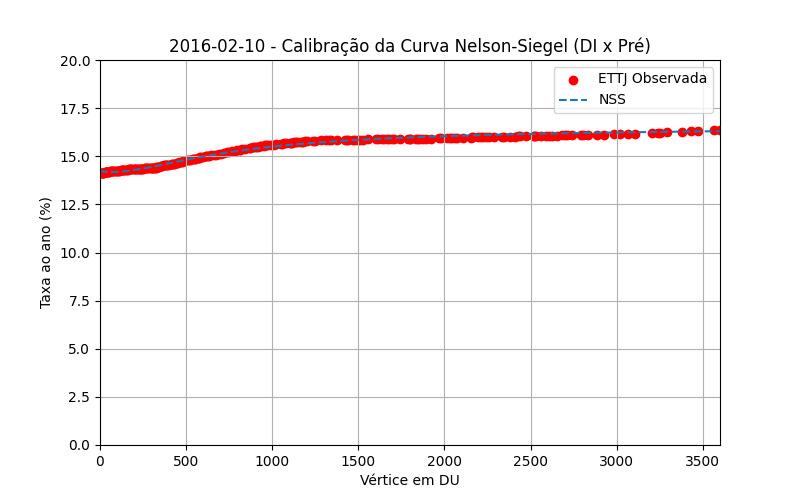 2016-02-10 - Calibração da Curva Nelson-Siegel (DI x Pré)
20.0
17.5
15.0
12.5
10.0
7.5
5.0
2.5
0.0
Taxa ao ano (%)
ETTJ Observada
NSS
0 500 1000 1500 2000 2500 3000 3500
Vértice em DU